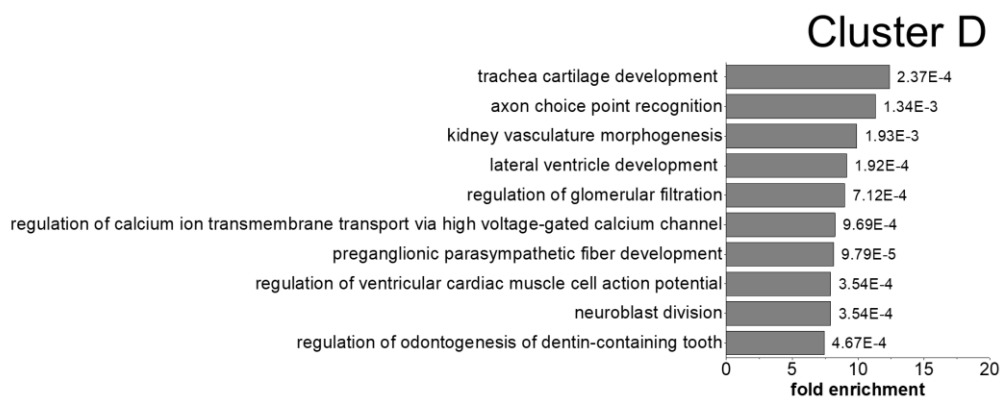 Cluster D
trachea cartilage development 2.37E-4
axon choice point recognition 1.34E-3
kidney vasculature morphogenesis 1.93E-3
lateral ventricle development 1.92E-4
regulation of glomerular filtration 7.12E-4
regulation of calcium ion transmembrane transport via high voltage-gated calcium channel 9.69E-4
preganglionic parasympathetic fiber development 9.79E-5
regulation of ventricular cardiac muscle cell action potential 3.54E-4
neuroblast division 3.54E-4
regulation of odontogenesis of dentin-containing tooth 4.67E-4
0 5 10 15 20
fold enrichment